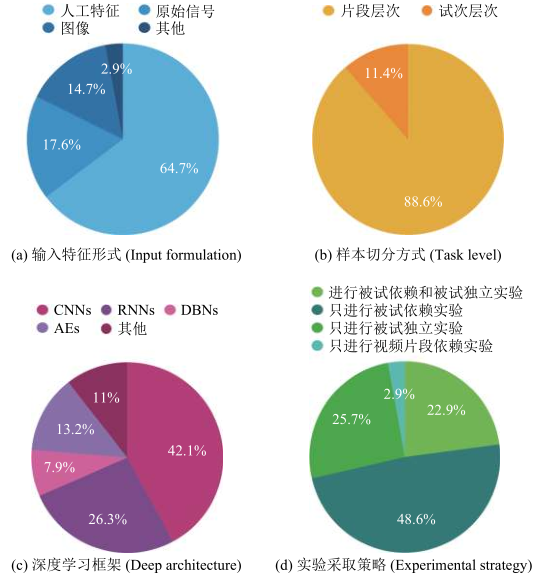 人工特征 原始信号
图像 其他
2.9%
14.7%
17.6%
64.7%
(a) 输入特征形式 (Input formulation)
片段层次 试次层次
11.4%
88.6%
(b) 样本切分方式 (Task level)
CNNs RNNs DBNs
AEs 其他
11%
13.2%
42.1%
7.9%
26.3%
(c) 深度学习框架 (Deep architecture)
进行被试依赖和被试独立实验
只进行被试依赖实验
只进行被试独立实验
只进行视频片段依赖实验
2.9%
25.7%
22.9%
48.6%
(d) 实验采取策略 (Experimental strategy)